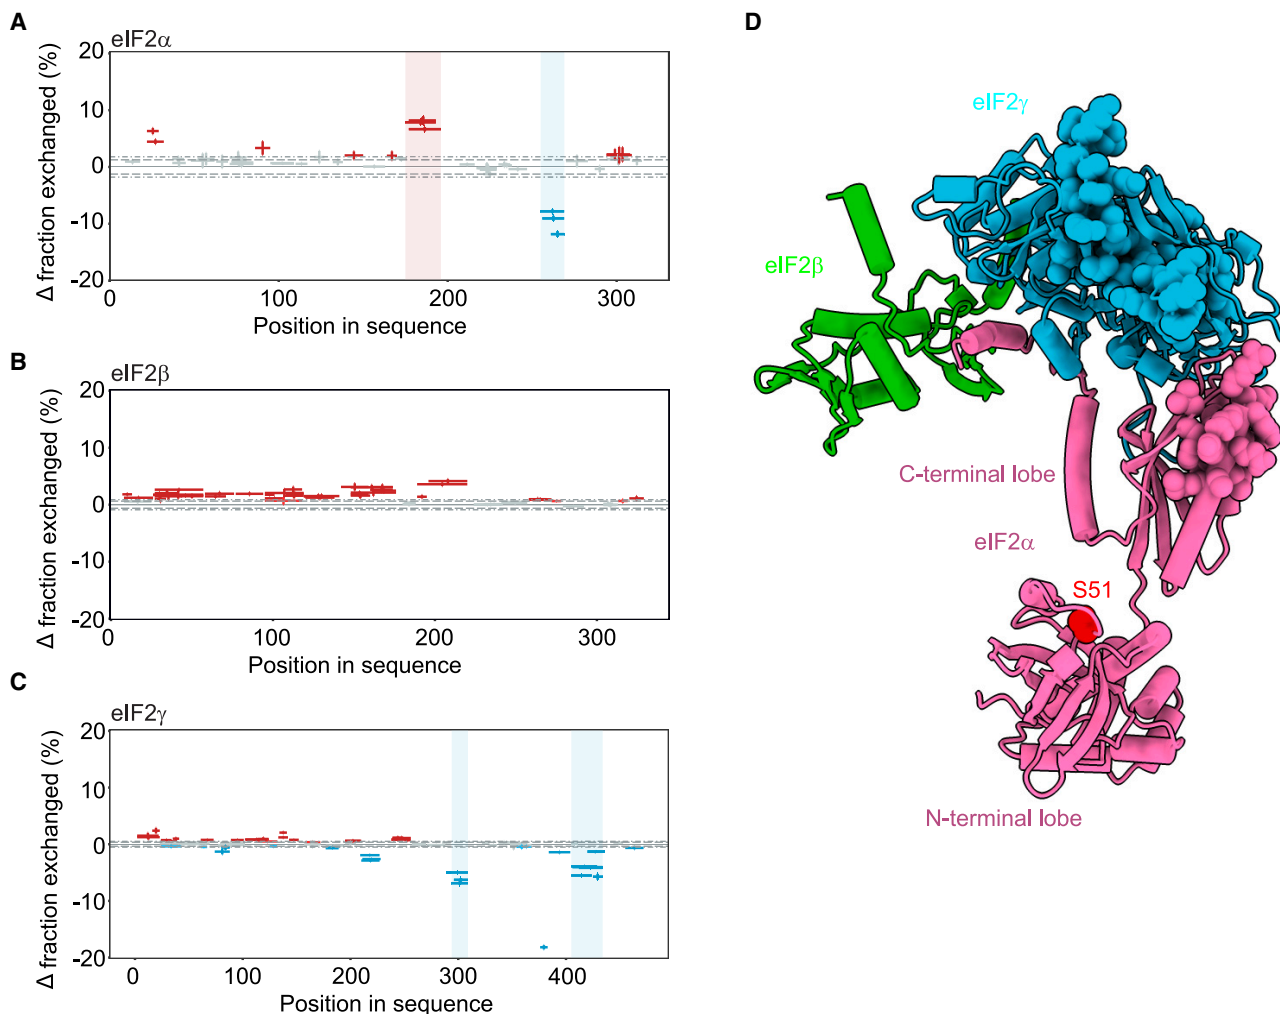 A
eIF2α
Δ fraction exchanged (%)
20
10
0
-10
-20
0
100
200
300
Position in sequence
B
eIF2β
Δ fraction exchanged (%)
20
10
0
-10
-20
0
100
200
300
Position in sequence
C
eIF2γ
Δ fraction exchanged (%)
20
10
0
-10
-20
0
100
200
300
400
Position in sequence
D
eIF2γ
eIF2β
C-terminal lobe
eIF2α
S51
N-terminal lobe